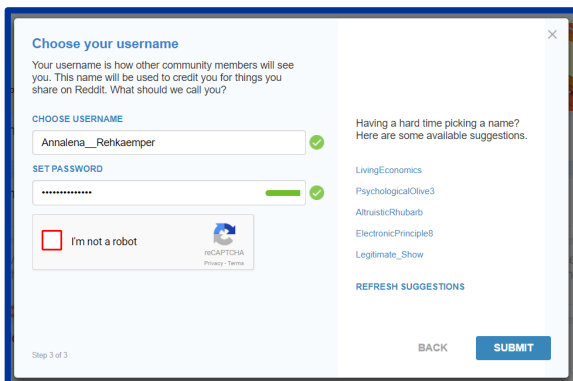 Choose your username
Your username is how other community members will see
you. This name will be used to credit you for things you
share on Reddit. What should we call you?
CHOOSE USERNAME
Annalena__Rehkaemper
SET PASSWORD
••••••••••••••
I'm not a robot
reCAPTCHA
Privacy - Terms
Step 3 of 3
Having a hard time picking a name?
Here are some available suggestions.
LivingEconomics
PsychologicalOlive3
AltruisticRhubarb
ElectronicPrinciple8
Legitimate_Show
REFRESH SUGGESTIONS
BACK
SUBMIT